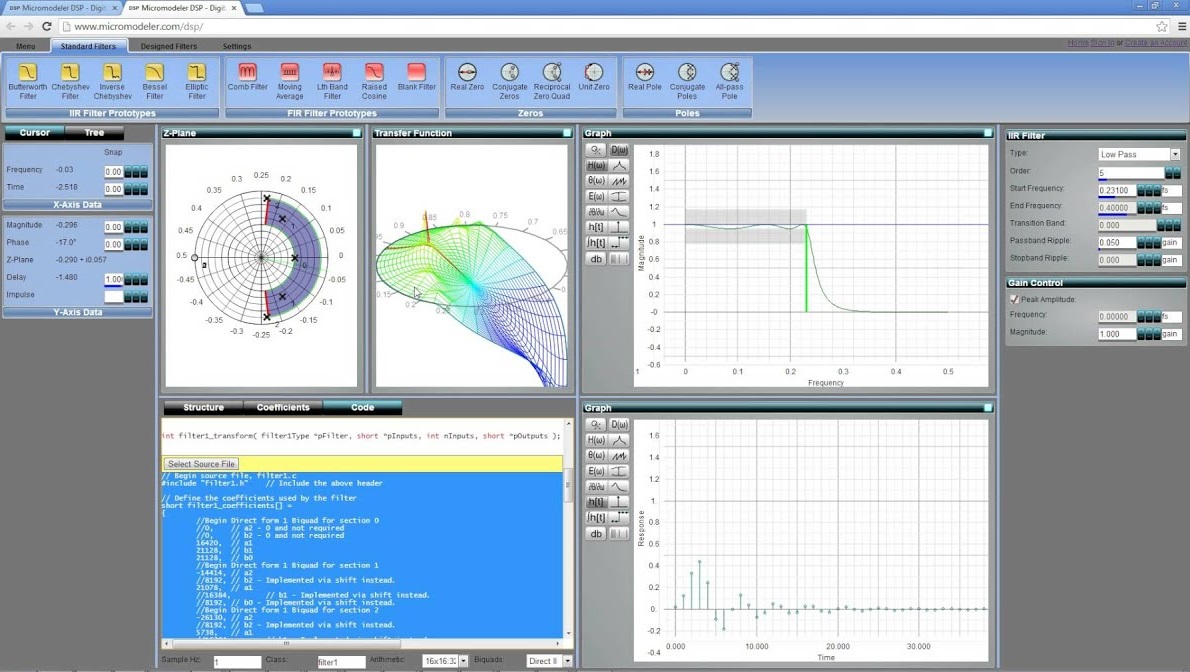 DSP Micromodeler DSP - Digit
DSP Micromodeler DSP - Digit
www.micromodeler.com/dsp/
Menu Standard Filters Designed Filters Settings
Home Sign In or Create an Account
Butterworth Filter
Chebyshev Filter
Inverse Chebyshev
Bessel Filter
Elliptic Filter
Comb Filter
Moving Average
Lth Band Filter
Raised Cosine
Blank Filter
Real Zero
Conjugate Zeros
Reciprocal Zero Quad
Unit Zero
Real Pole
Conjugate Poles
All-pass Pole
IIR Filter Prototypes FIR Filter Prototypes Zeros Poles
Cursor Tree
Snap
Frequency -0.03 0.00
Time -2.518 0.00
X-Axis Data
Magnitude -0.296 0.00
Phase -17.0° 0.00
Z-Plane -0.290 + i0.057
Delay -1.480 1.00
Impulse
Y-Axis Data
Z-Plane
0.25
0.3 0.2
0.35 0.15
0.4 0.1
0.45 0.05
0.5 0
-0.45 -0.05
-0.4 -0.1
-0.35 -0.15
-0.3 -0.2
-0.25
Transfer Function
0.85 0.8 0.75 0.7 0.65
0.15 0.2
Graph
D(ω)
H(ω)
θ(ω)
E(ω)
h[t]
∫h[t]
db
Magnitude
1.8
1.6
1.4
1.2
1
0.8
0.6
0.4
0.2
-0
-0.2
-0.4
-0.6
0 0.1 0.2 0.3 0.4 0.5
Frequency
IIR Filter
Type: Low Pass
Order: 5
Start Frequency: 0.23100 fs
End Frequency: 0.40000 fs
Transition Band: 0.000
Passband Ripple: 0.050 gain
Stopband Ripple: 0.000 gain
Gain Control
Peak Amplitude:
Frequency: 0.00000 fs
Magnitude: 1.000 gain
Structure Coefficients Code
int filter1_transform( filter1Type *pFilter, short *pInputs, int nInputs, short *pOutputs );
Select Source File
// Begin source file, filter1.c
#include "filter1.h" // Include the above header
// Define the coefficients used by the filter
short filter1_coefficients[] =
{
//Begin Direct form 1 Biquad for section 0
//0, // a2 - 0 and not required
//0, // b2 - 0 and not required
16420, // a1
21128, // b1
21128, // b0
//Begin Direct form 1 Biquad for section 1
-14414, // a2
//8192, // b2 - Implemented via shift instead.
21078, // a1
//16384, // b1 - Implemented via shift instead.
//8192, // b0 - Implemented via shift instead.
//Begin Direct form 1 Biquad for section 2
-26130, // a2
//8192, // b2 - Implemented via shift instead.
5738, // a1
Sample Hz: 1 Class: filter1 Arithmetic: 16x16:32 Biquads: Direct II
Graph
D(ω)
H(ω)
θ(ω)
E(ω)
h[t]
∫h[t]
db
Response
1.6
1.4
1.2
1
0.8
0.6
0.4
0.2
0.
-0.2
-0.4
0.000 10.000 20.000 30.000
Time